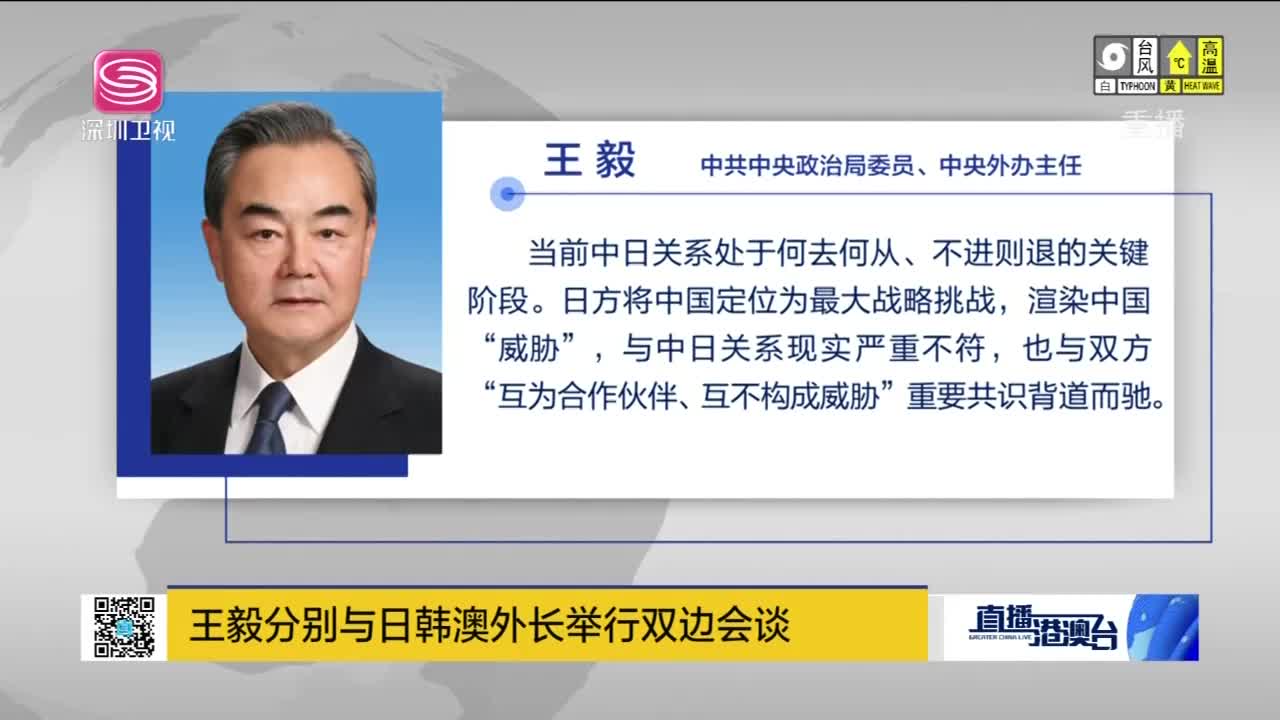 深圳卫视
台风
℃
高温
白
TYPHOON
黄
HEAT WAVE
重播
王毅
中共中央政治局委员、中央外办主任
当前中日关系处于何去何从、不进则退的关键
阶段。日方将中国定位为最大战略挑战，渲染中国
“威胁”，与中日关系现实严重不符，也与双方
“互为合作伙伴、互不构成威胁”重要共识背道而驰。
王毅分别与日韩澳外长举行双边会谈
直播
港澳台
GREATER CHINA LIVE